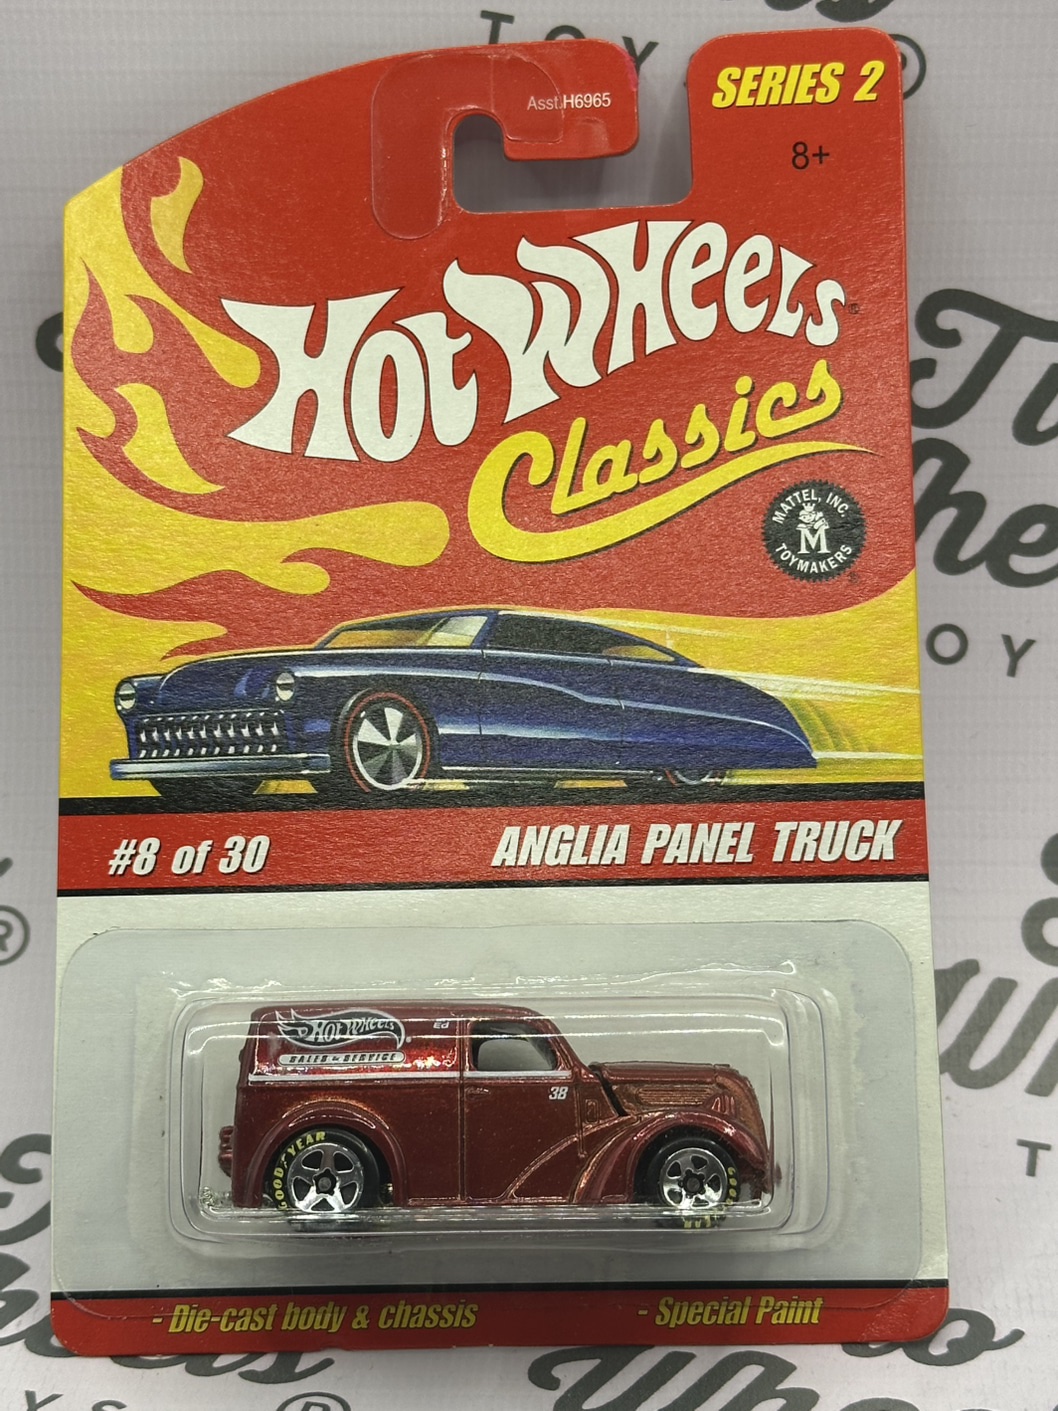 Asst.H6965
SERIES 2
8+
Hot Wheels®
Classics
MATTEL, INC.
M
TOYMAKERS®
#8 of 30
ANGLIA PANEL TRUCK
HOT WHEELS
SALES & SERVICE
Ed
38
GOODYEAR
- Die-cast body & chassis
- Special Paint